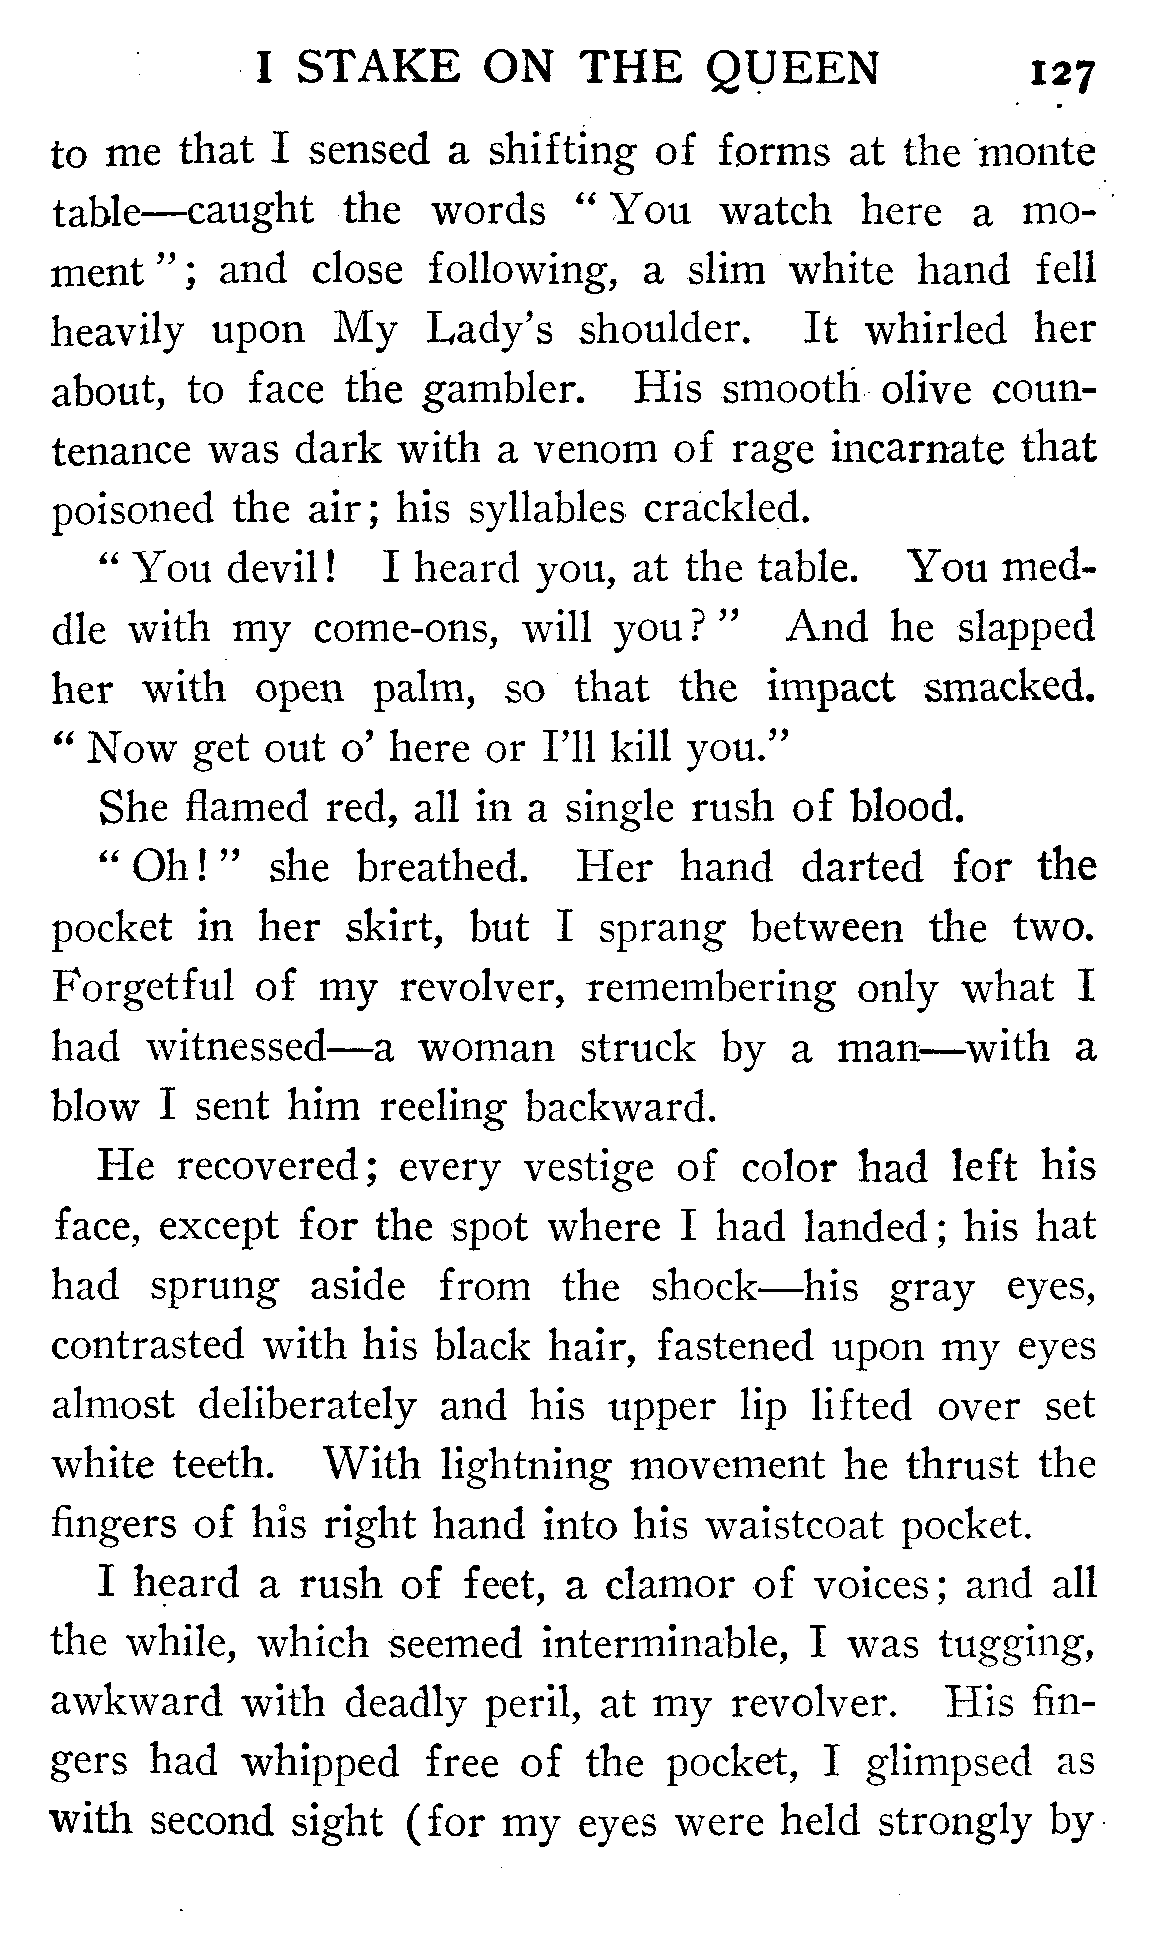 I STAKE ON THE QUEEN 127
to me that I sensed a shifting of forms at the monte
table—caught the words “ You watch here a mo-
ment ”; and close following, a slim white hand fell
heavily upon My Lady’s shoulder. It whirled her
about, to face the gambler. His smooth olive coun-
tenance was dark with a venom of rage incarnate that
poisoned the air; his syllables crackled.
“ You devil! I heard you, at the table. You med-
dle with my come-ons, will you? ” And he slapped
her with open palm, so that the impact smacked.
“ Now get out o’ here or I’ll kill you.”
She flamed red, all in a single rush of blood.
“ Oh! ” she breathed. Her hand darted for the
pocket in her skirt, but I sprang between the two.
Forgetful of my revolver, remembering only what I
had witnessed—a woman struck by a man—with a
blow I sent him reeling backward.
He recovered; every vestige of color had left his
face, except for the spot where I had landed; his hat
had sprung aside from the shock—his gray eyes,
contrasted with his black hair, fastened upon my eyes
almost deliberately and his upper lip lifted over set
white teeth. With lightning movement he thrust the
fingers of his right hand into his waistcoat pocket.
I heard a rush of feet, a clamor of voices; and all
the while, which seemed interminable, I was tugging,
awkward with deadly peril, at my revolver. His fin-
gers had whipped free of the pocket, I glimpsed as
with second sight (for my eyes were held strongly by